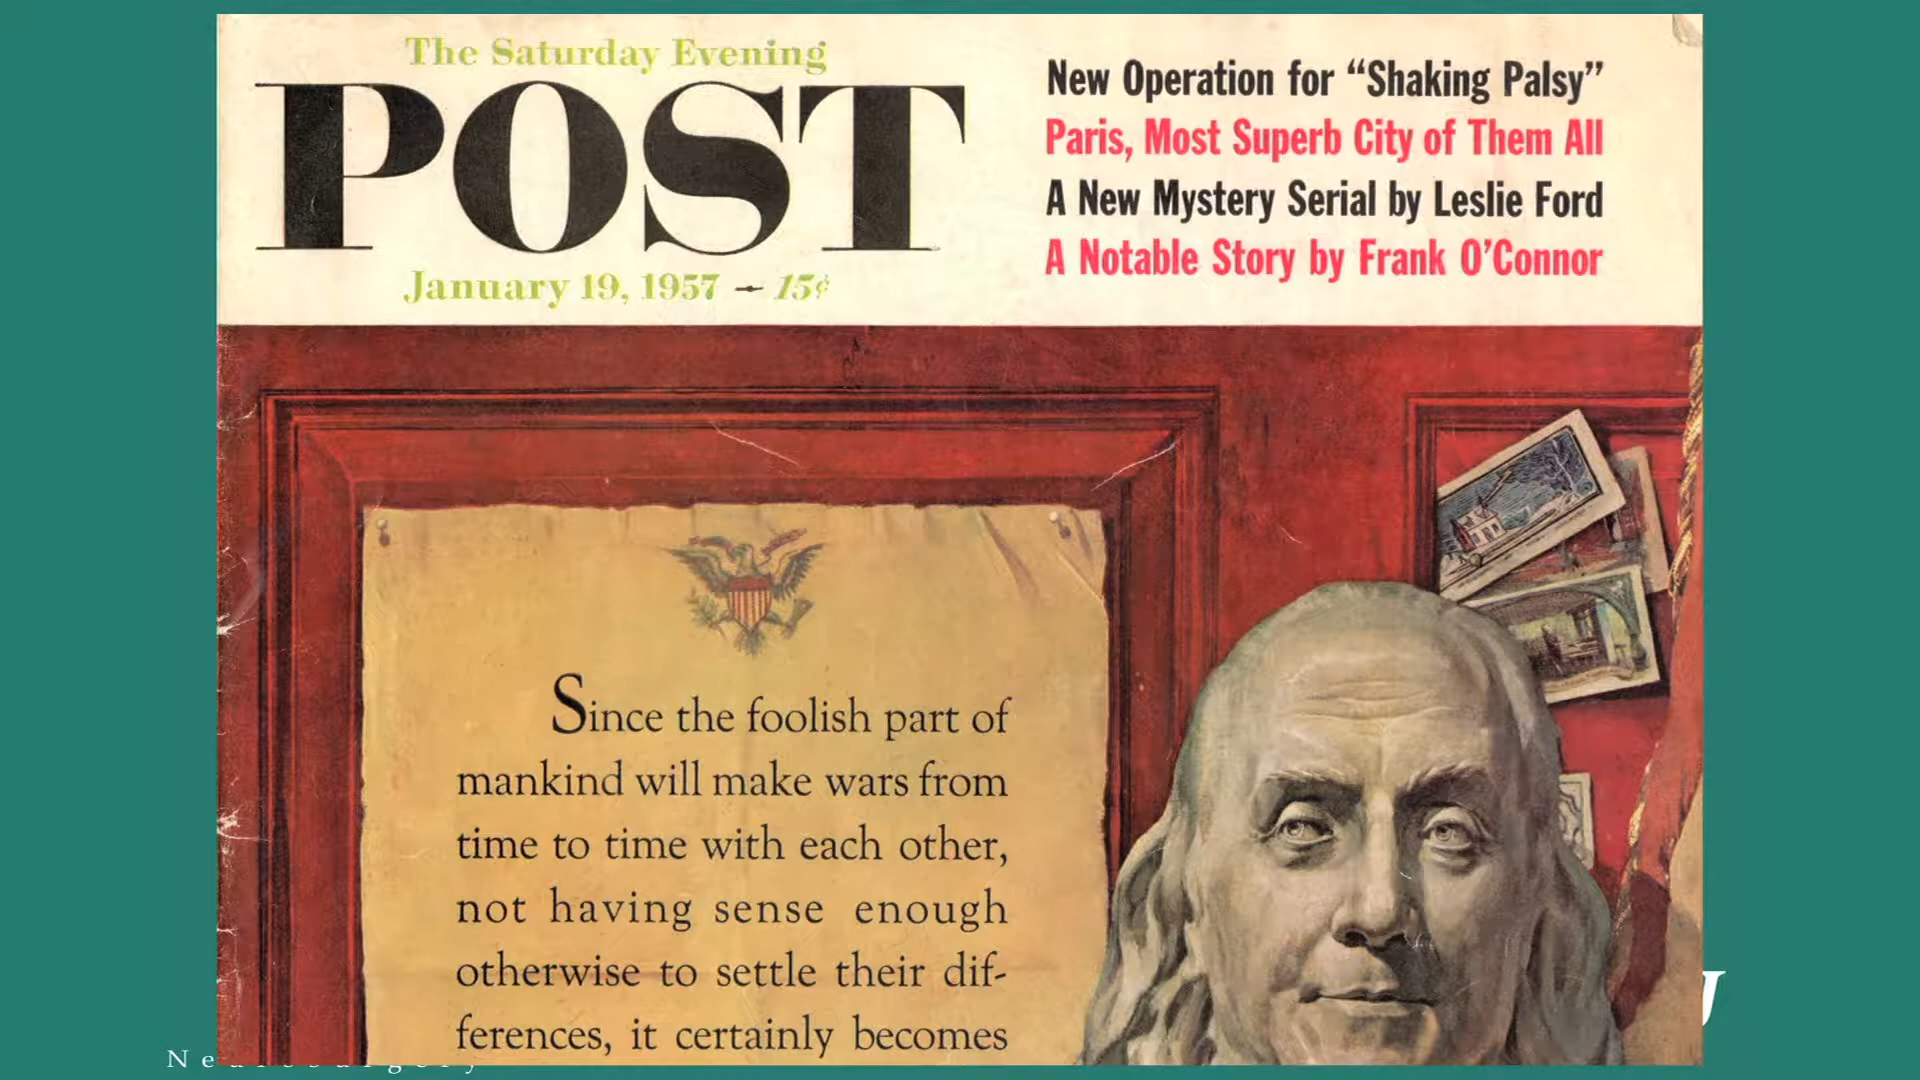 The Saturday Evening
POST
January 19, 1957 – 15¢
New Operation for “Shaking Palsy”
Paris, Most Superb City of Them All
A New Mystery Serial by Leslie Ford
A Notable Story by Frank O’Connor
Since the foolish part of
mankind will make wars from
time to time with each other,
not having sense enough
otherwise to settle their dif-
ferences, it certainly becomes
Neurosurgery